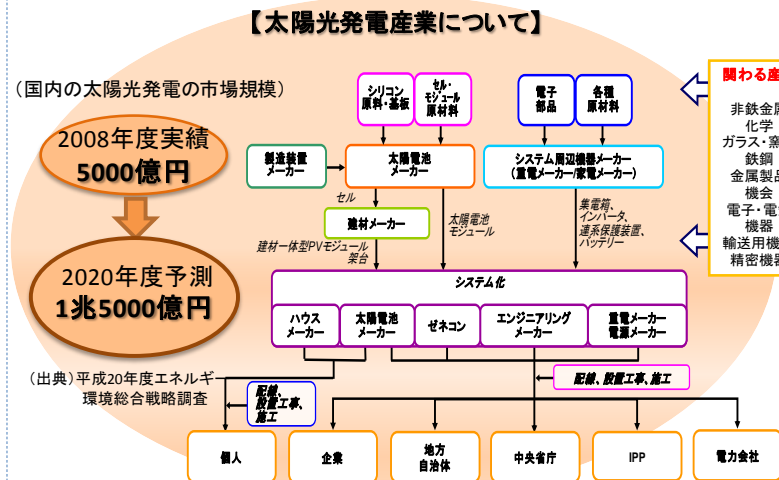 【太陽光発電産業について】
（国内の太陽光発電の市場規模）
2008年度実績
5000億円
2020年度予測
1兆5000億円
（出典）平成20年度エネルギー
環境総合戦略調査
シリコン
原料・基板
セル・
モジュール
原材料
電子
部品
各種
原材料
製造装置
メーカー
太陽電池
メーカー
システム周辺機器メーカー
（重電メーカー/家電メーカー）
セル
建材メーカー
太陽電池
モジュール
集電箱、
インバータ、
連系保護装置、
バッテリー
建材一体型PVモジュール
架台
システム化
ハウス
メーカー
太陽電池
メーカー
ゼネコン
エンジニアリング
メーカー
重電メーカー
電源メーカー
配線、
設置工事、
施工
配線、設置工事、施工
個人
企業
地方
自治体
中央省庁
IPP
電力会社
関わる産
非鉄金属
化学
ガラス・窯
鉄鋼
金属製品
機会
電子・電
機器
輸送用機
精密機器